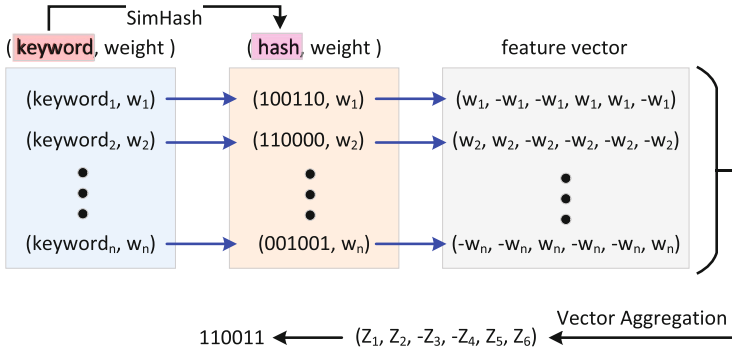 SimHash
(keyword, weight) (hash, weight) feature vector
(keyword₁, w₁) (100110, w₁) (w₁, -w₁, -w₁, w₁, w₁, -w₁)
(keyword₂, w₂) (110000, w₂) (w₂, w₂, -w₂, -w₂, -w₂, -w₂)
(keywordₙ, wₙ) (001001, wₙ) (-wₙ, -wₙ, wₙ, -wₙ, -wₙ, wₙ)
Vector Aggregation
110011 (Z₁, Z₂, -Z₃, -Z₄, Z₅, Z₆)